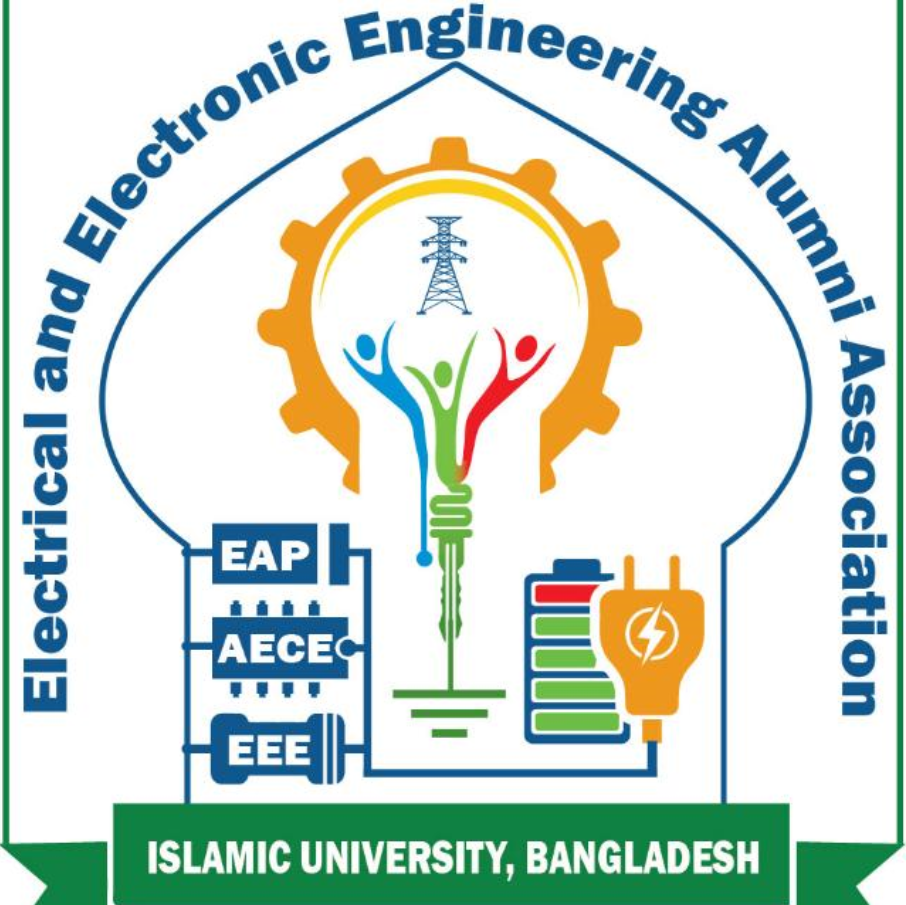 Electrical and Electronic Engineering Alumni Association
EAP
AECE
EEE
ISLAMIC UNIVERSITY, BANGLADESH